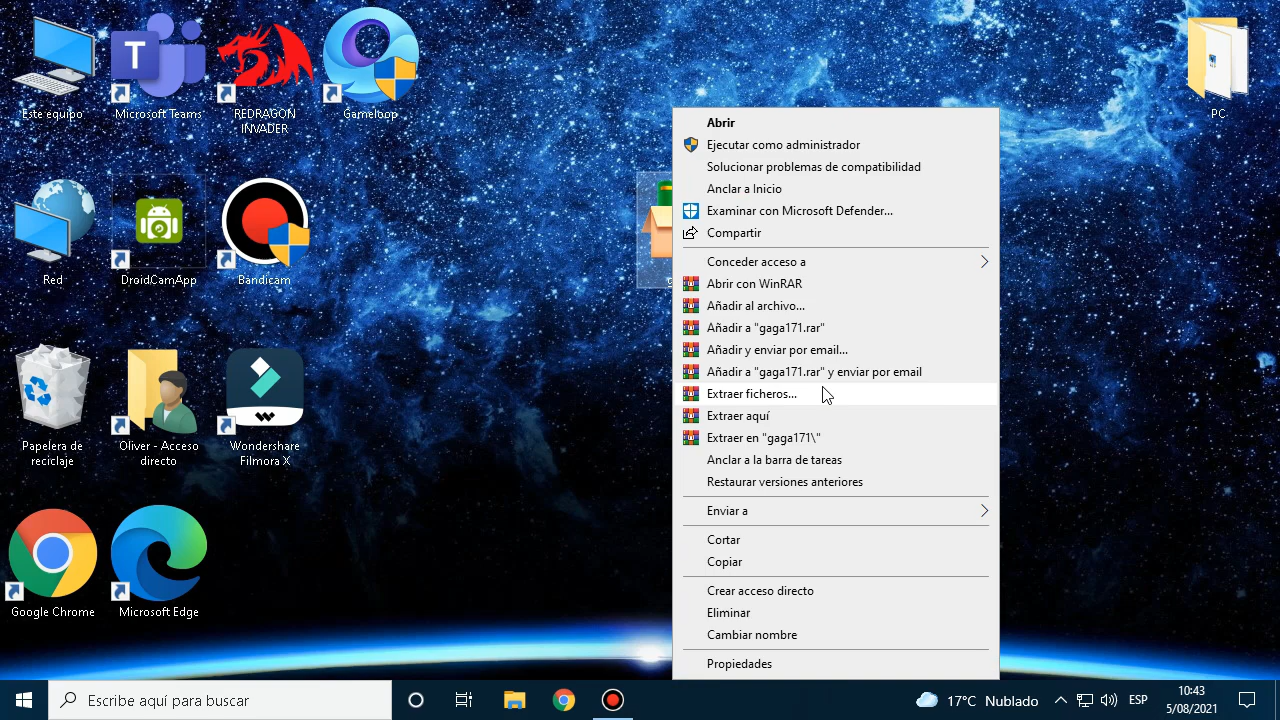 Este equipo
Microsoft Teams
REDRAGON
INVADER
Gameloop
PC
Red
DroidCamApp
Bandicam
Papelera de
reciclaje
Oliver - Acceso
directo
Wondershare
Filmora X
Google Chrome
Microsoft Edge
Abrir
Ejecutar como administrador
Solucionar problemas de compatibilidad
Anclar a Inicio
Examinar con Microsoft Defender...
Compartir
Conceder acceso a
Abrir con WinRAR
Añadir al archivo...
Añadir a "gaga171.rar"
Añadir y enviar por email...
Añadir a "gaga171.rar" y enviar por email
Extraer ficheros...
Extraer aquí
Extraer en "gaga171\"
Anclar a la barra de tareas
Restaurar versiones anteriores
Enviar a
Cortar
Copiar
Crear acceso directo
Eliminar
Cambiar nombre
Propiedades
Escribe aquí para buscar
17°C Nublado
ESP
10:43
5/08/2021